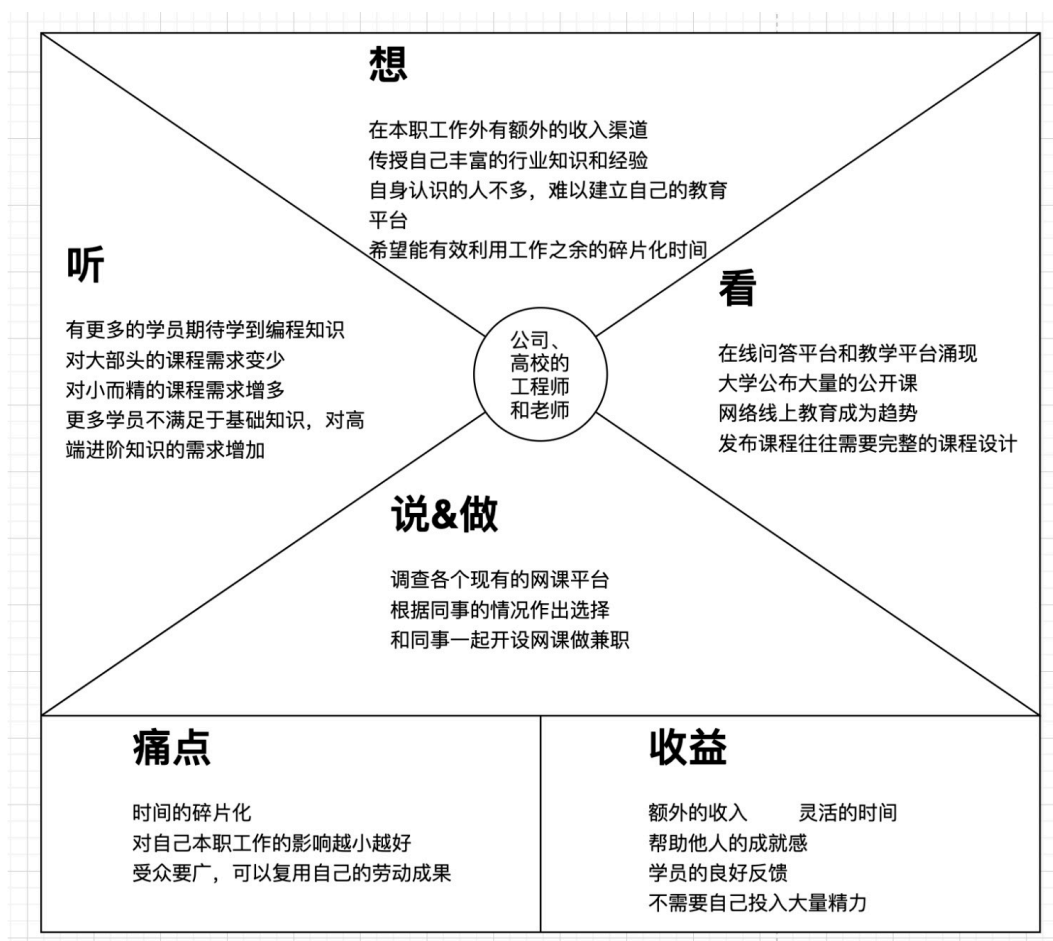 想
在本职工作外有额外的收入渠道
传授自己丰富的行业知识和经验
自身认识的人不多，难以建立自己的教育
平台
希望能有效利用工作之余的碎片化时间
听
有更多的学员期待学到编程知识
对大部头的课程需求变少
对小而精的课程需求增多
更多学员不满足于基础知识，对高
端进阶知识的需求增加
公司、
高校的
工程师
和老师
看
在线问答平台和教学平台涌现
大学公布大量的公开课
网络线上教育成为趋势
发布课程往往需要完整的课程设计
说&做
调查各个现有的网课平台
根据同事的情况作出选择
和同事一起开设网课做兼职
痛点
时间的碎片化
对自己本职工作的影响越小越好
受众要广，可以复用自己的劳动成果
收益
额外的收入 灵活的时间
帮助他人的成就感
学员的良好反馈
不需要自己投入大量精力